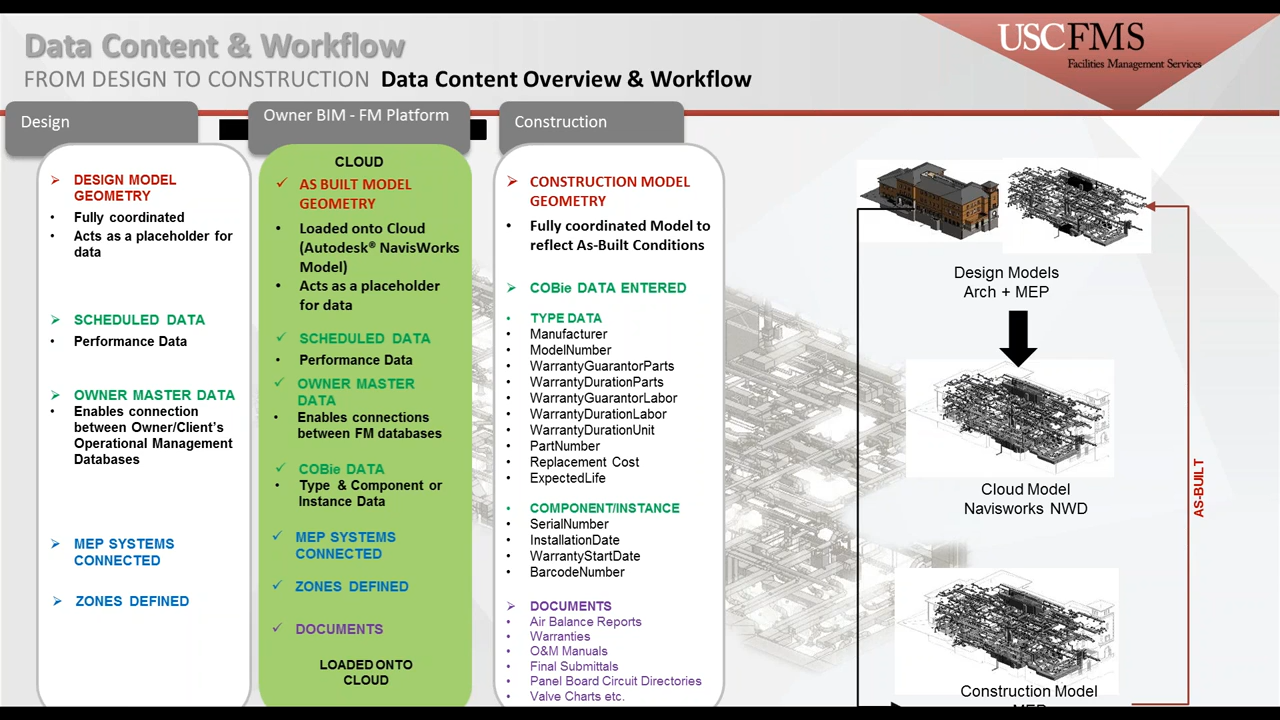 Data Content & Workflow
FROM DESIGN TO CONSTRUCTION Data Content Overview & Workflow
USCFMS
Facilities Management Services
Design
DESIGN MODEL
GEOMETRY
Fully coordinated
Acts as a placeholder for
data
SCHEDULED DATA
Performance Data
OWNER MASTER DATA
Enables connection
between Owner/Client's
Operational Management
Databases
MEP SYSTEMS
CONNECTED
ZONES DEFINED
Owner BIM - FM Platform
CLOUD
AS BUILT MODEL
GEOMETRY
Loaded onto Cloud
(Autodesk® NavisWorks
Model)
Acts as a placeholder
for data
SCHEDULED DATA
Performance Data
OWNER MASTER
DATA
Enables connections
between FM databases
COBie DATA
Type & Component or
Instance Data
MEP SYSTEMS
CONNECTED
ZONES DEFINED
DOCUMENTS
LOADED ONTO
CLOUD
Construction
CONSTRUCTION MODEL
GEOMETRY
Fully coordinated Model to
reflect As-Built Conditions
COBie DATA ENTERED
TYPE DATA
Manufacturer
ModelNumber
WarrantyGuarantorParts
WarrantyDurationParts
WarrantyGuarantorLabor
WarrantyDurationLabor
WarrantyDurationUnit
PartNumber
Replacement Cost
ExpectedLife
COMPONENT/INSTANCE
SerialNumber
InstallationDate
WarrantyStartDate
BarcodeNumber
DOCUMENTS
Air Balance Reports
Warranties
O&M Manuals
Final Submittals
Panel Board Circuit Directories
Valve Charts etc.
Design Models
Arch + MEP
Cloud Model
Navisworks NWD
AS-BUILT
Construction Model
MEP